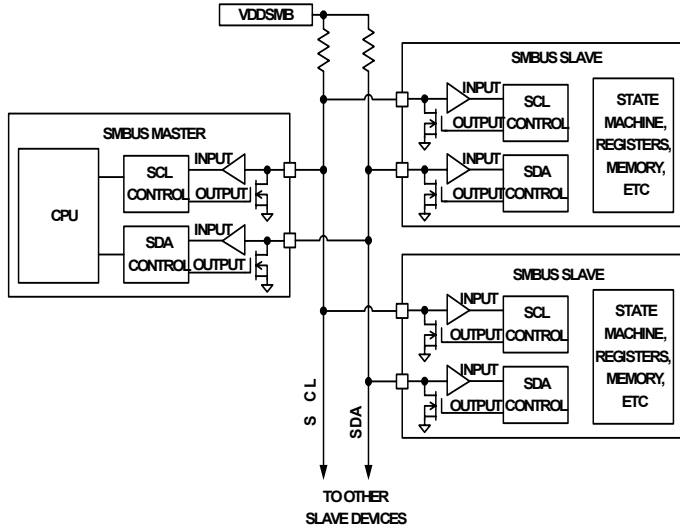 VDDSMB
SMBUS MASTER
CPU
SCL
CONTROL
INPUT
OUTPUT
SDA
CONTROL
INPUT
OUTPUT
SMBUS SLAVE
INPUT
OUTPUT
SCL
CONTROL
INPUT
OUTPUT
SDA
CONTROL
STATE
MACHINE,
REGISTERS,
MEMORY,
ETC
SMBUS SLAVE
INPUT
OUTPUT
SCL
CONTROL
INPUT
OUTPUT
SDA
CONTROL
STATE
MACHINE,
REGISTERS,
MEMORY,
ETC
S CL
SDA
TO OTHER
SLAVE DEVICES